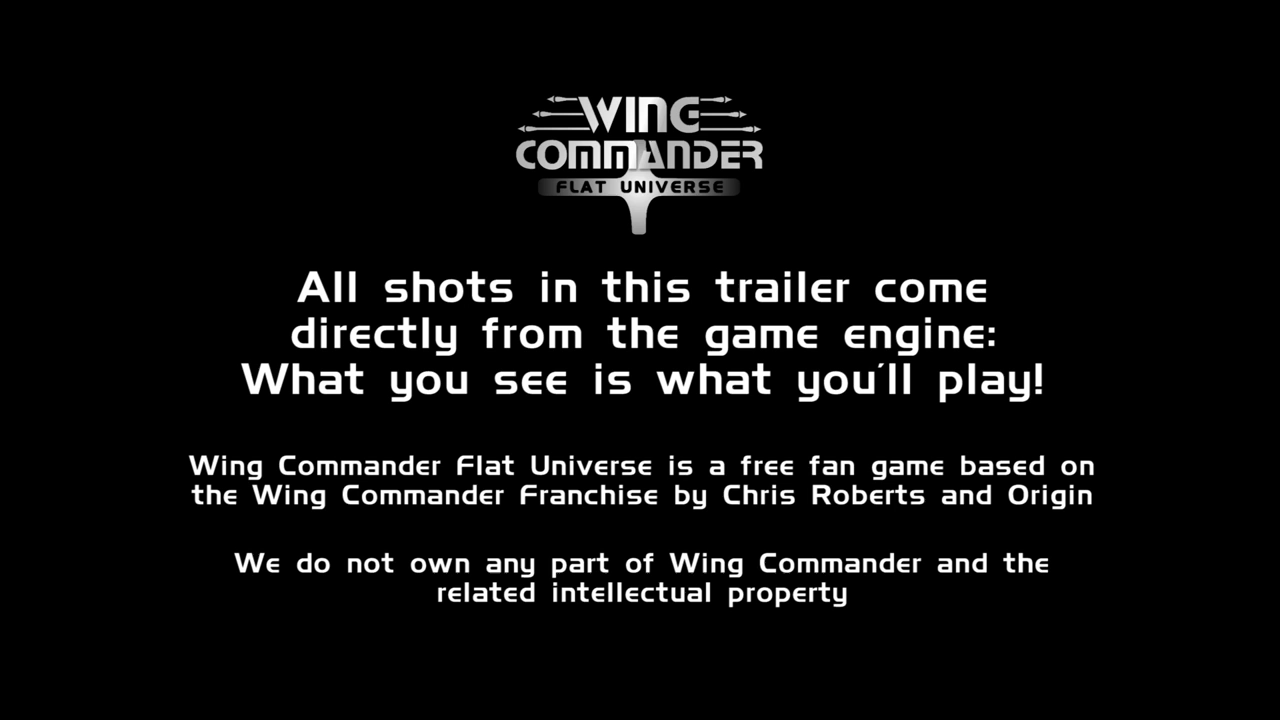 WING
COMMANDER
FLAT UNIVERSE
All shots in this trailer come
directly from the game engine:
What you see is what you'll play!
Wing Commander Flat Universe is a free fan game based on
the Wing Commander Franchise by Chris Roberts and Origin
We do not own any part of Wing Commander and the
related intellectual property